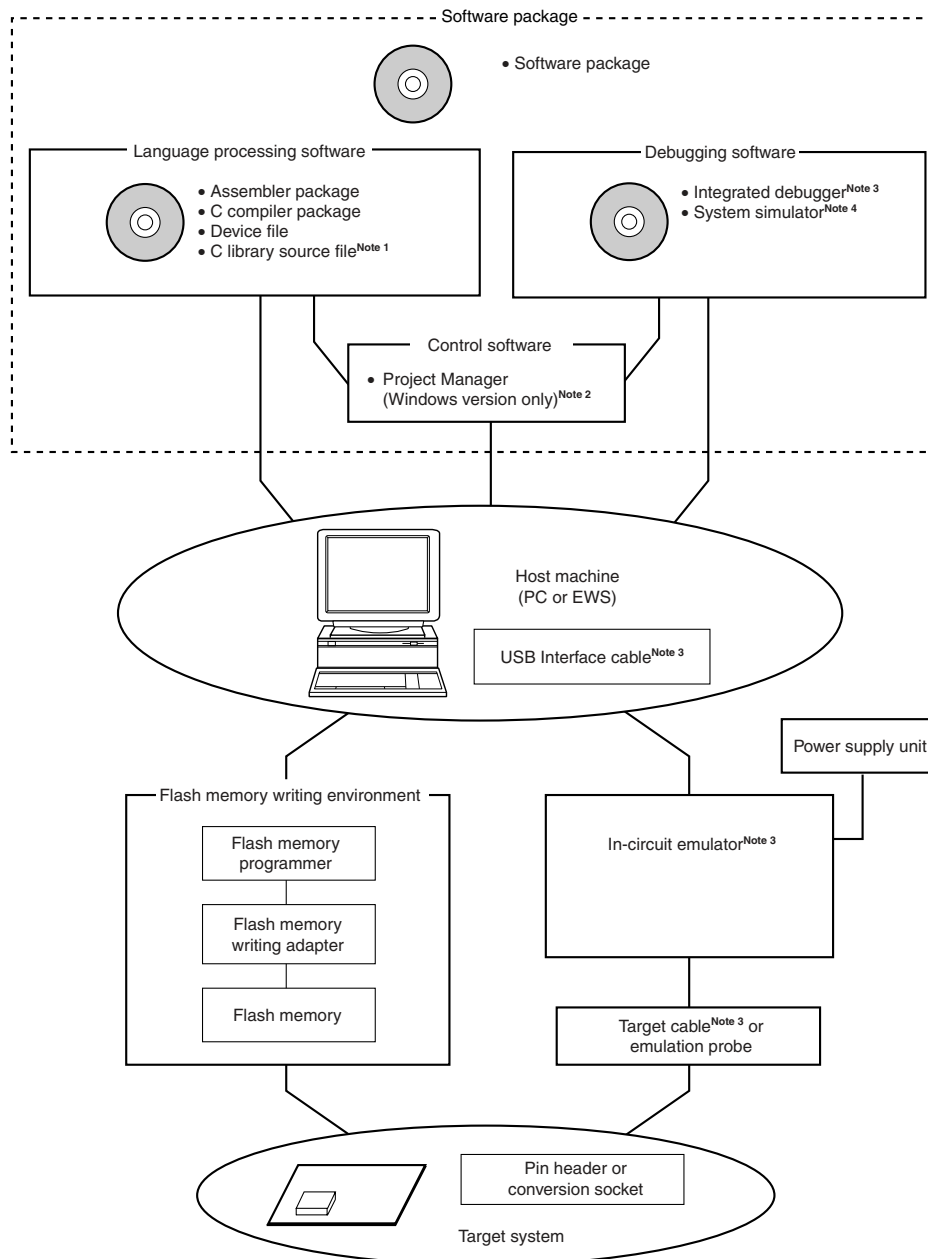 Software package
• Software package
Language processing software
• Assembler package
• C compiler package
• Device file
• C library source fileNote 1
Debugging software
• Integrated debuggerNote 3
• System simulatorNote 4
Control software
• Project Manager
(Windows version only)Note 2
Host machine
(PC or EWS)
USB Interface cableNote 3
Power supply unit
Flash memory writing environment
Flash memory
programmer
Flash memory
writing adapter
Flash memory
In-circuit emulatorNote 3
Target cableNote 3 or
emulation probe
Pin header or
conversion socket
Target system